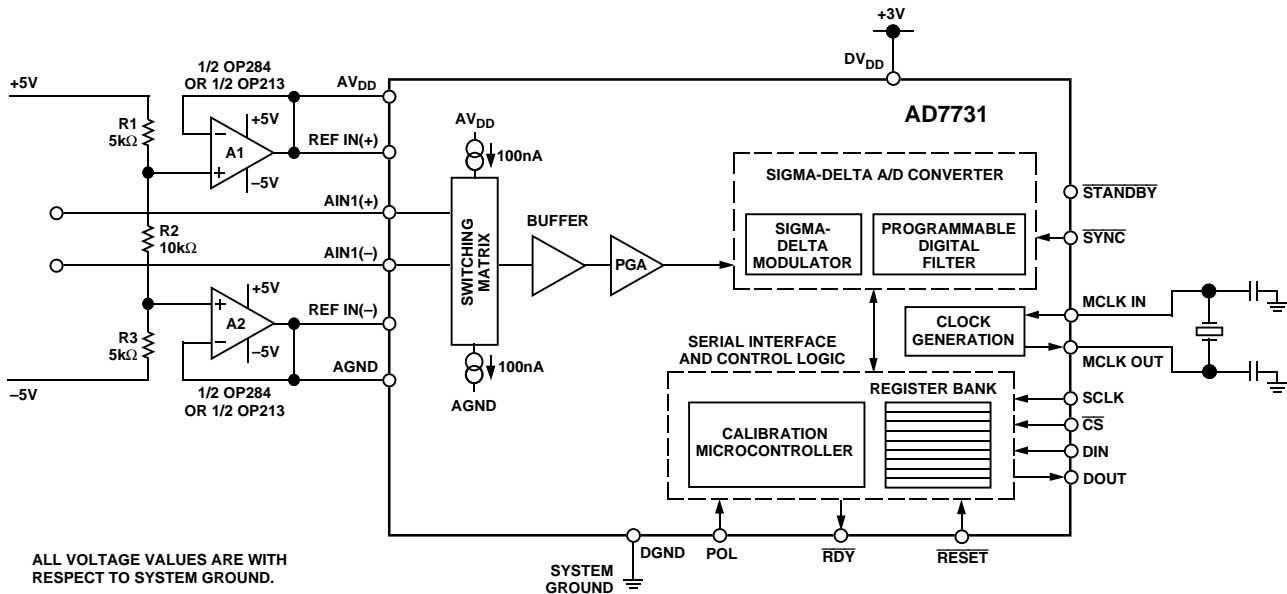 +3V
DVDD
1/2 OP284
OR 1/2 OP213
AVDD
+5V
R1
5kΩ
–
+5V
A1
+
–5V
REF IN(+)
AD7731
AVDD
100nA
SIGMA-DELTA A/D CONVERTER
STANDBY
AIN1(+)
BUFFER
SWITCHING
MATRIX
SIGMA-
DELTA
MODULATOR
PROGRAMMABLE
DIGITAL
FILTER
SYNC
R2
10kΩ
AIN1(–)
PGA
+5V
+
A2
–
–5V
REF IN(–)
MCLK IN
CLOCK
GENERATION
R3
5kΩ
SERIAL INTERFACE
AND CONTROL LOGIC
MCLK OUT
AGND
100nA
–5V
1/2 OP284
OR 1/2 OP213
AGND
REGISTER BANK
SCLK
CS
CALIBRATION
MICROCONTROLLER
DIN
DOUT
DGND
POL
RDY
RESET
SYSTEM
GROUND
ALL VOLTAGE VALUES ARE WITH
RESPECT TO SYSTEM GROUND.